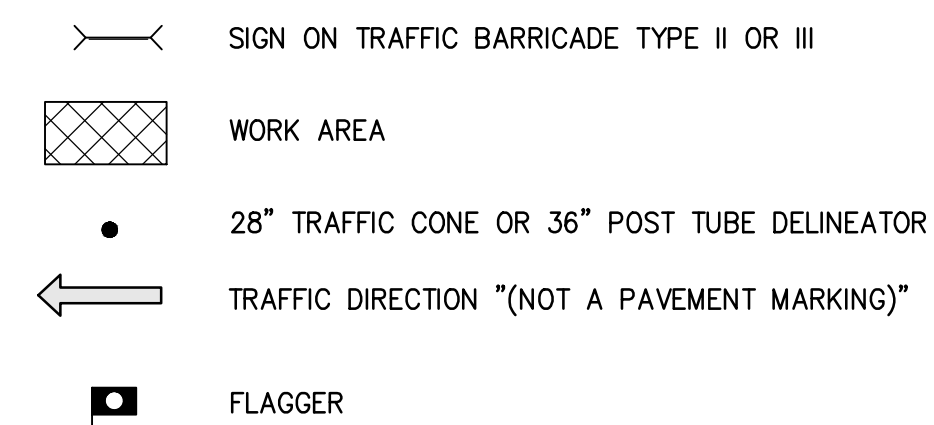 SIGN ON TRAFFIC BARRICADE TYPE II OR III
WORK AREA
28" TRAFFIC CONE OR 36" POST TUBE DELINEATOR
TRAFFIC DIRECTION "(NOT A PAVEMENT MARKING)"
FLAGGER